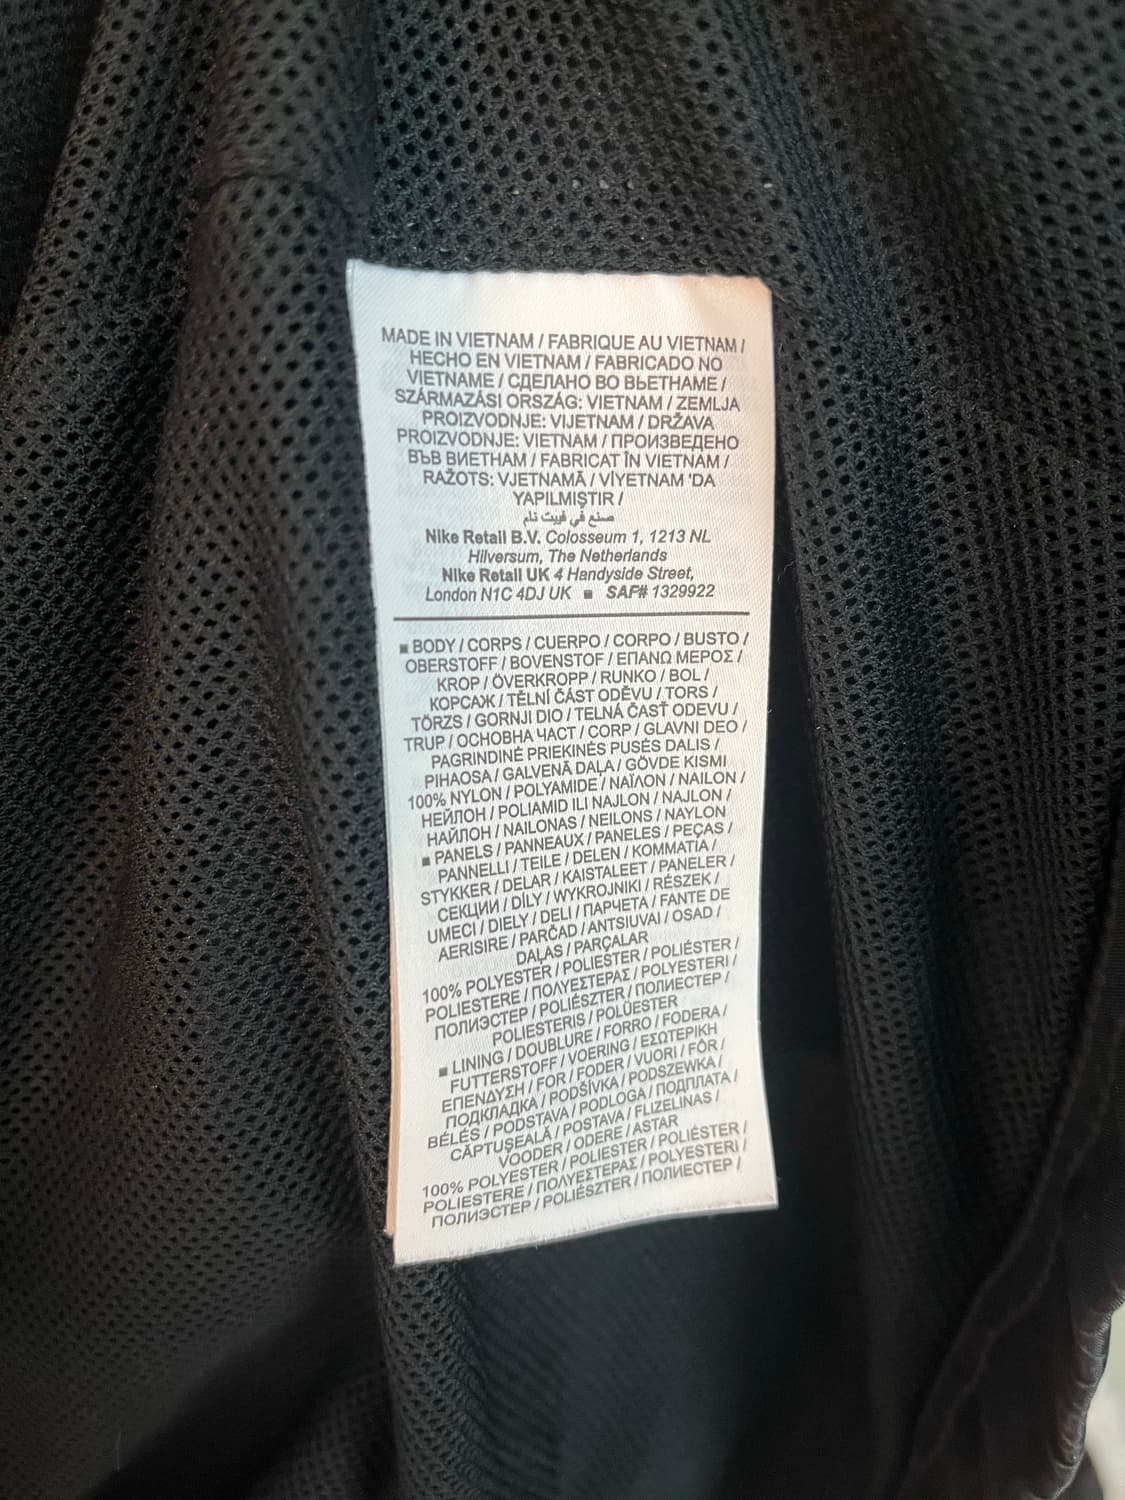 MADE IN VIETNAM / FABRIQUE AU VIETNAM /
HECHO EN VIETNAM / FABRICADO NO
VIETNAME / СДЕЛАНО ВО ВЬЕТНАМЕ /
SZÁRMAZÁSI ORSZÁG: VIETNAM / ZEMLJA
PROIZVODNJE: VIJETNAM / DRŽAVA
PROIZVODNJE: VIETNAM / ПРОИЗВЕДЕНО
ВЪВ ВИЕТНАМ / FABRICAT ÎN VIETNAM /
RAŽOTS: VJETNAMĀ / VİYETNAM 'DA
YAPILMIŞTIR /
صنع في فييت نام
Nike Retail B.V. Colosseum 1, 1213 NL
Hilversum, The Netherlands
Nike Retail UK 4 Handyside Street,
London N1C 4DJ UK ■ SAF# 1329922
■ BODY / CORPS / CUERPO / CORPO / BUSTO /
OBERSTOFF / BOVENSTOF / ΕΠΑΝΩ ΜΕΡΟΣ /
KROP / ÖVERKROPP / RUNKO / BOL /
КОРСАЖ / TĚLNÍ ČÁST ODĚVU / TORS /
TÖRZS / GORNJI DIO / TELNÁ ČASŤ ODEVU /
TRUP / ОСНОВНА ЧАСТ / CORP / GLAVNI DEO /
PAGRINDINĖ PRIEKINĖS PUSĖS DALIS /
PIHAOSA / GALVENĀ DAĻA / GÖVDE KISMI
100% NYLON / POLYAMIDE / ΝΑΪΛΟΝ / NAILON /
НЕЙЛОН / POLIAMID ILI NAJLON / NAJLON /
НАЙЛОН / NAILONAS / NEILONS / NAYLON
■ PANELS / PANNEAUX / PANELES / PEÇAS /
PANNELLI / TEILE / DELEN / ΚΟΜΜΑΤΙΑ /
STYKKER / DELAR / KAISTALEET / PANELER /
СЕКЦИИ / DÍLY / WYKROJNIKI / RÉSZEK /
UMECI / DIELY / DELI / ПАРЧЕТА / FANTE DE
AERISIRE / PARČAD / ANTSIUVAI / OSAD /
DAĻAS / PARÇALAR
100% POLYESTER / POLIESTER / POLIÉSTER /
POLIESTERE / ΠΟΛΥΕΣΤΕΡΑΣ / POLYESTERI /
ПОЛИЭСТЕР / POLIÉSZTER / ПОЛИЕСТЕР /
POLIESTERIS / POLÜESTER
■ LINING / DOUBLURE / FORRO / FODERA /
FUTTERSTOFF / VOERING / ΕΣΩΤΕΡΙΚΗ
ΕΠΕΝΔΥΣΗ / FOR / FODER / VUORI / FÔR /
ПОДКЛАДКА / PODŠÍVKA / PODSZEWKA /
BÉLÉS / PODSTAVA / PODLOGA / ПОДПЛАТА /
CĂPTUŞEALĂ / POSTAVA / FLIZELINAS /
VOODER / ODERE / ASTAR
100% POLYESTER / POLIESTER / POLIÉSTER /
POLIESTERE / ΠΟΛΥΕΣΤΕΡΑΣ / POLYESTERI /
ПОЛИЭСТЕР / POLIÉSZTER / ПОЛИЕСТЕР /